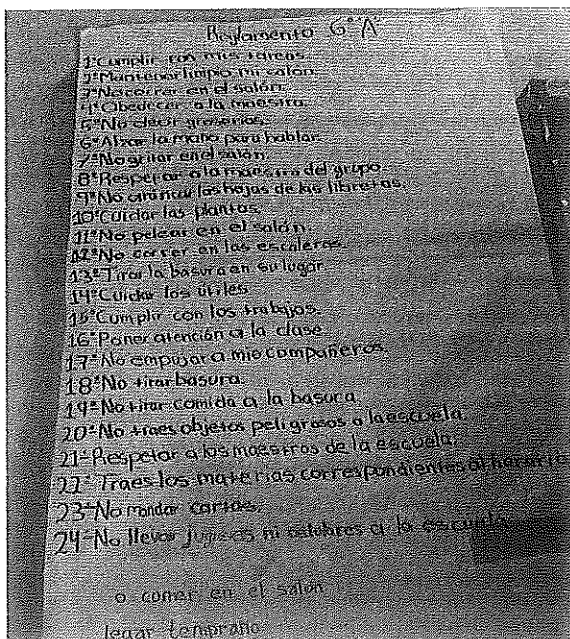 Reglamento 6° "A"
1° Cumplir con mis tareas.
2° Mantener limpio mi salón.
3° No correr en el salón.
4° Obedecer a la maestra.
5° No decir groserías.
6° Alzar la mano para hablar.
7° No gritar en el salón.
8° Respetar a la maestra del grupo.
9° No arrancar las hojas de las libretas.
10° Cuidar las plantas.
11° No pelear en el salón.
12° No correr en las escaleras.
13° Tirar la basura en su lugar.
14° Cuidar los útiles
15° Cumplir con los trabajos.
16° Poner atención a la clase
17° No empujar a mis compañeros.
18° No tirar basura.
19° No tirar comida a la basura.
20° No traes objetos peligrosos a la escuela.
21° Respetar a los maestros de la escuela.
22° Traes los materias correspondientes al horario
23° No mandar cartas.
24° No llevar ni a la escuela
o comer en el salón
legar temprano